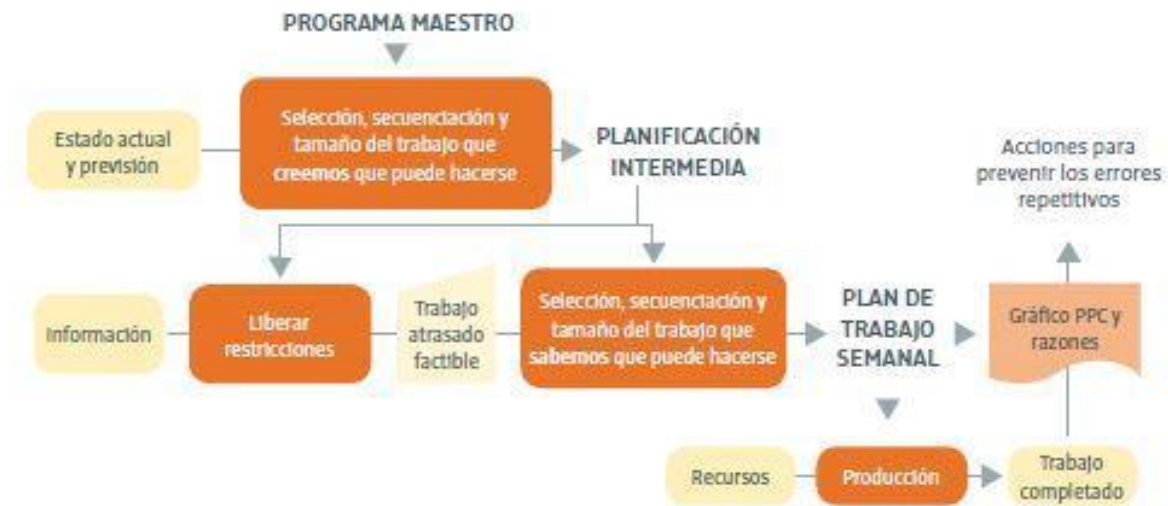 PROGRAMA MAESTRO
Estado actual
y previsión
Selección, secuenciación y
tamaño del trabajo que
creemos que puede hacerse
PLANIFICACIÓN
INTERMEDIA
Acciones para
prevenir los errores
repetitivos
Información
Liberar
restricciones
Trabajo
atrasado
factible
Selección, secuenciación y
tamaño del trabajo que
sabemos que puede hacerse
PLAN DE
TRABAJO
SEMANAL
Gráfico PPC y
razones
Recursos
Producción
Trabajo
completado